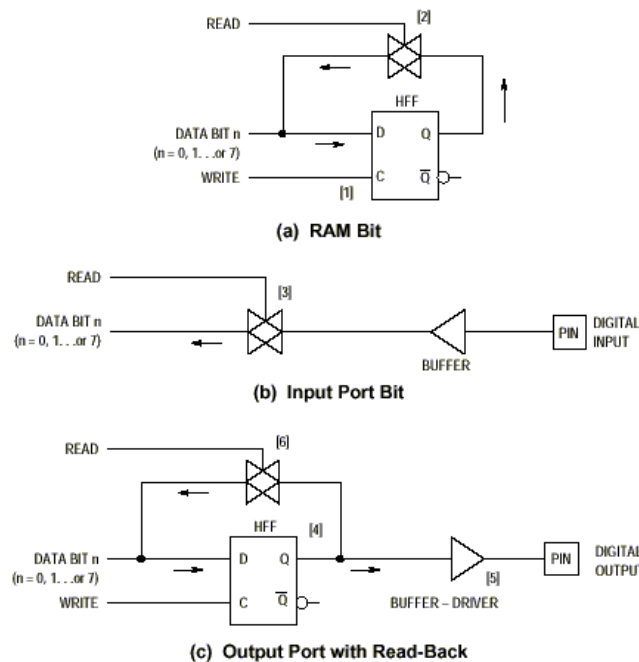 READ
[2]
HFF
DATA BIT n
(n = 0, 1. . .or 7)
D
Q
WRITE
C
Q
[1]
(a) RAM Bit
READ
[3]
DATA BIT n
{n = 0, 1. . .or 7}
BUFFER
PIN
DIGITAL
INPUT
(b) Input Port Bit
READ
[6]
HFF
[4]
DATA BIT n
(n = 0, 1. . .or 7)
D
Q
WRITE
C
Q
BUFFER – DRIVER
[5]
PIN
DIGITAL
OUTPUT
(c) Output Port with Read-Back